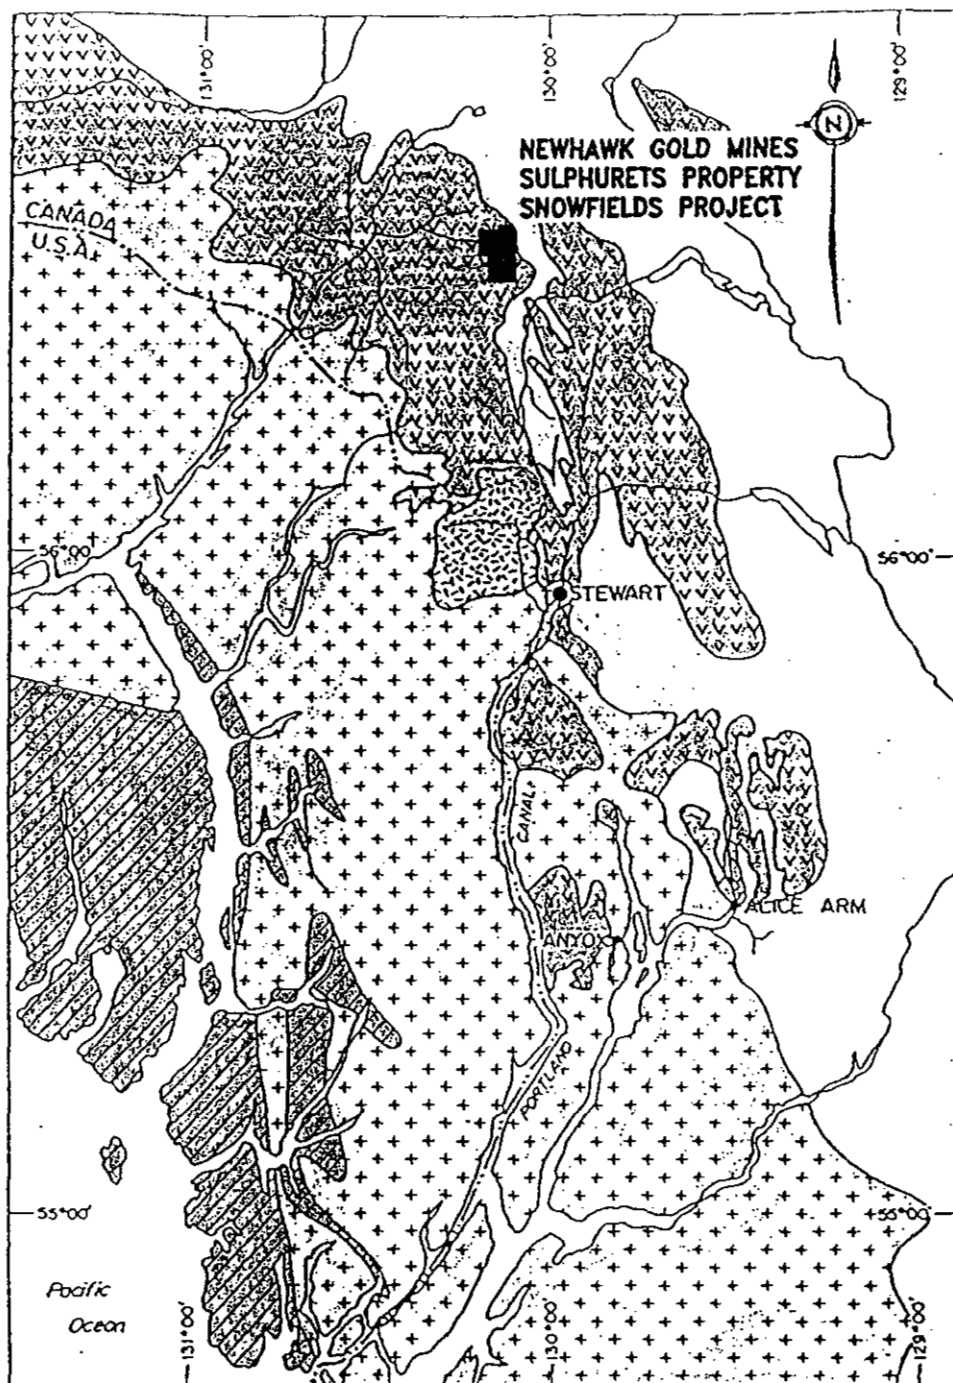 131°00'
130°00'
129°00'
N
NEWHAWK GOLD MINES
SULPHURETS PROPERTY
SNOWFIELDS PROJECT
CANADA
U.S.A.
56°00'
56°00'
STEWART
CANAL
ALICE ARM
ANYO
PORTLAND
55°00'
55°00'
Pacific
Ocean
131°00'
130°00'
129°00'